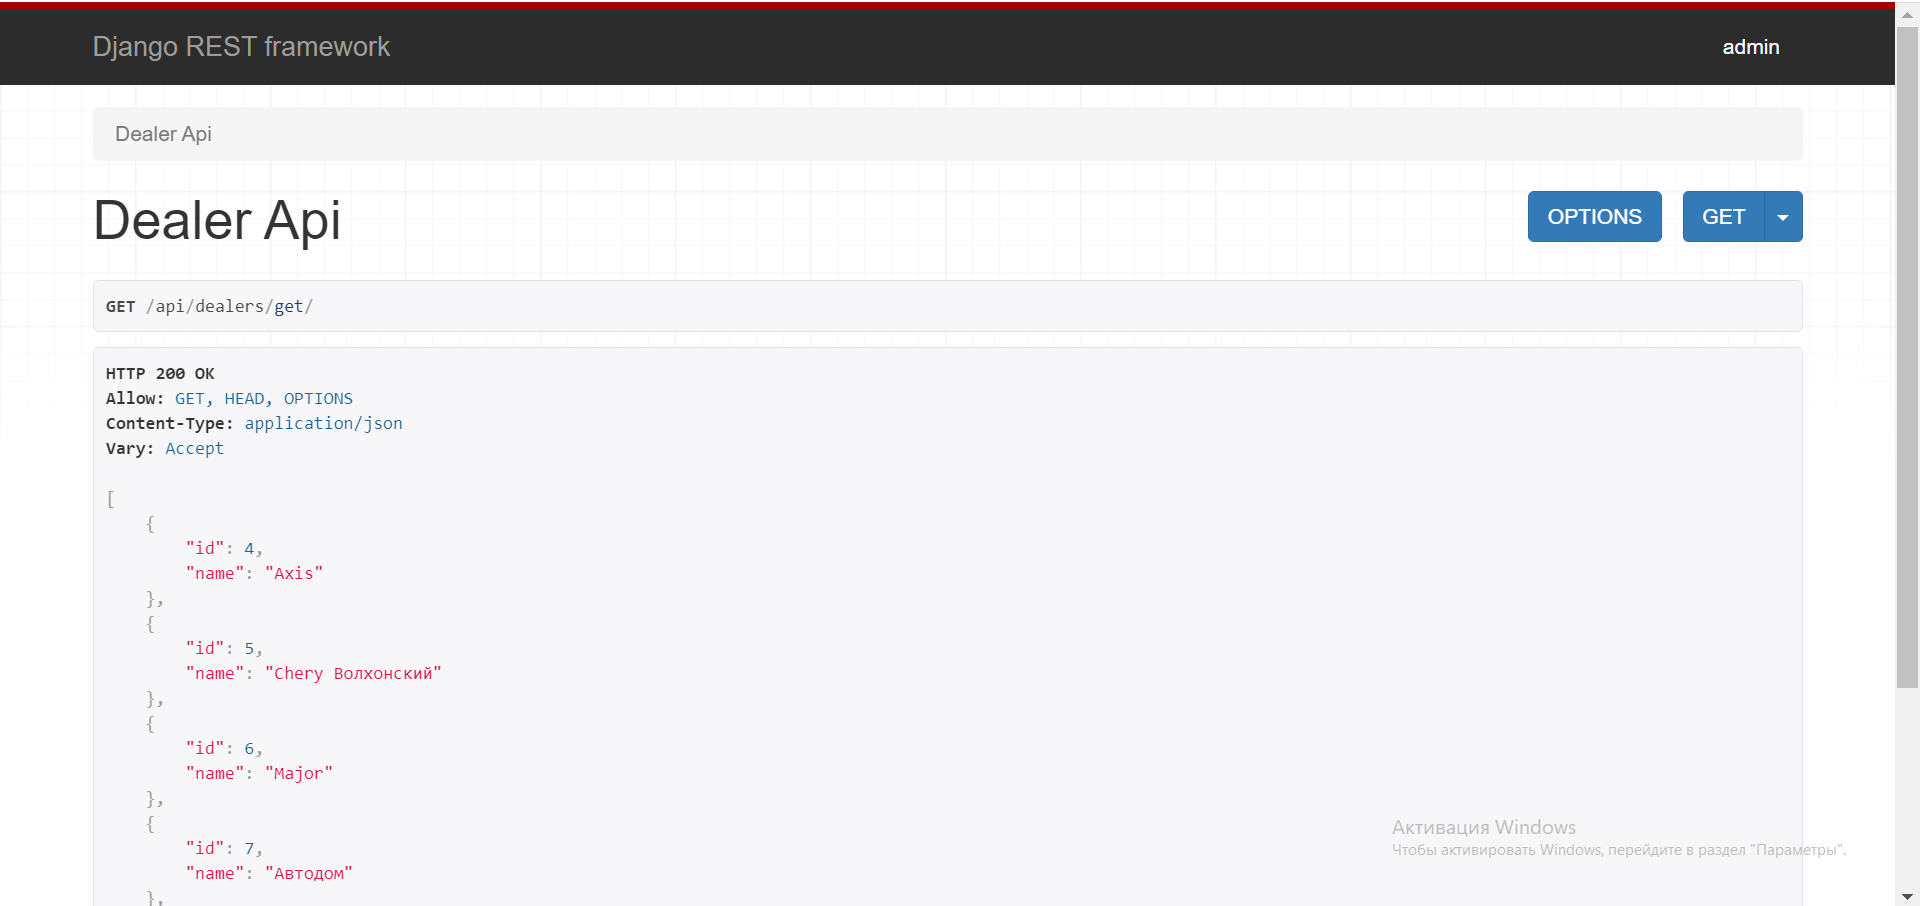 Django REST framework
admin
Dealer Api
Dealer Api
OPTIONS
GET
GET /api/dealers/get/
HTTP 200 OK
Allow: GET, HEAD, OPTIONS
Content-Type: application/json
Vary: Accept
[
{
"id": 4,
"name": "Axis"
},
{
"id": 5,
"name": "Chery Волхонский"
},
{
"id": 6,
"name": "Major"
},
{
"id": 7,
"name": "Автодом"
},
Активация Windows
Чтобы активировать Windows, перейдите в раздел "Параметры".